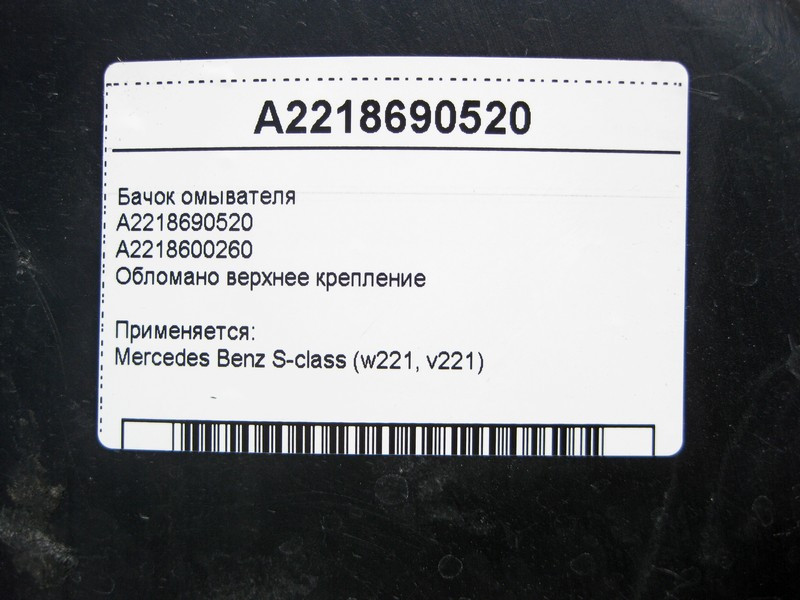 A2218690520
Бачок омывателя
A2218690520
A2218600260
Обломано верхнее крепление
Применяется:
Mercedes Benz S-class (w221, v221)